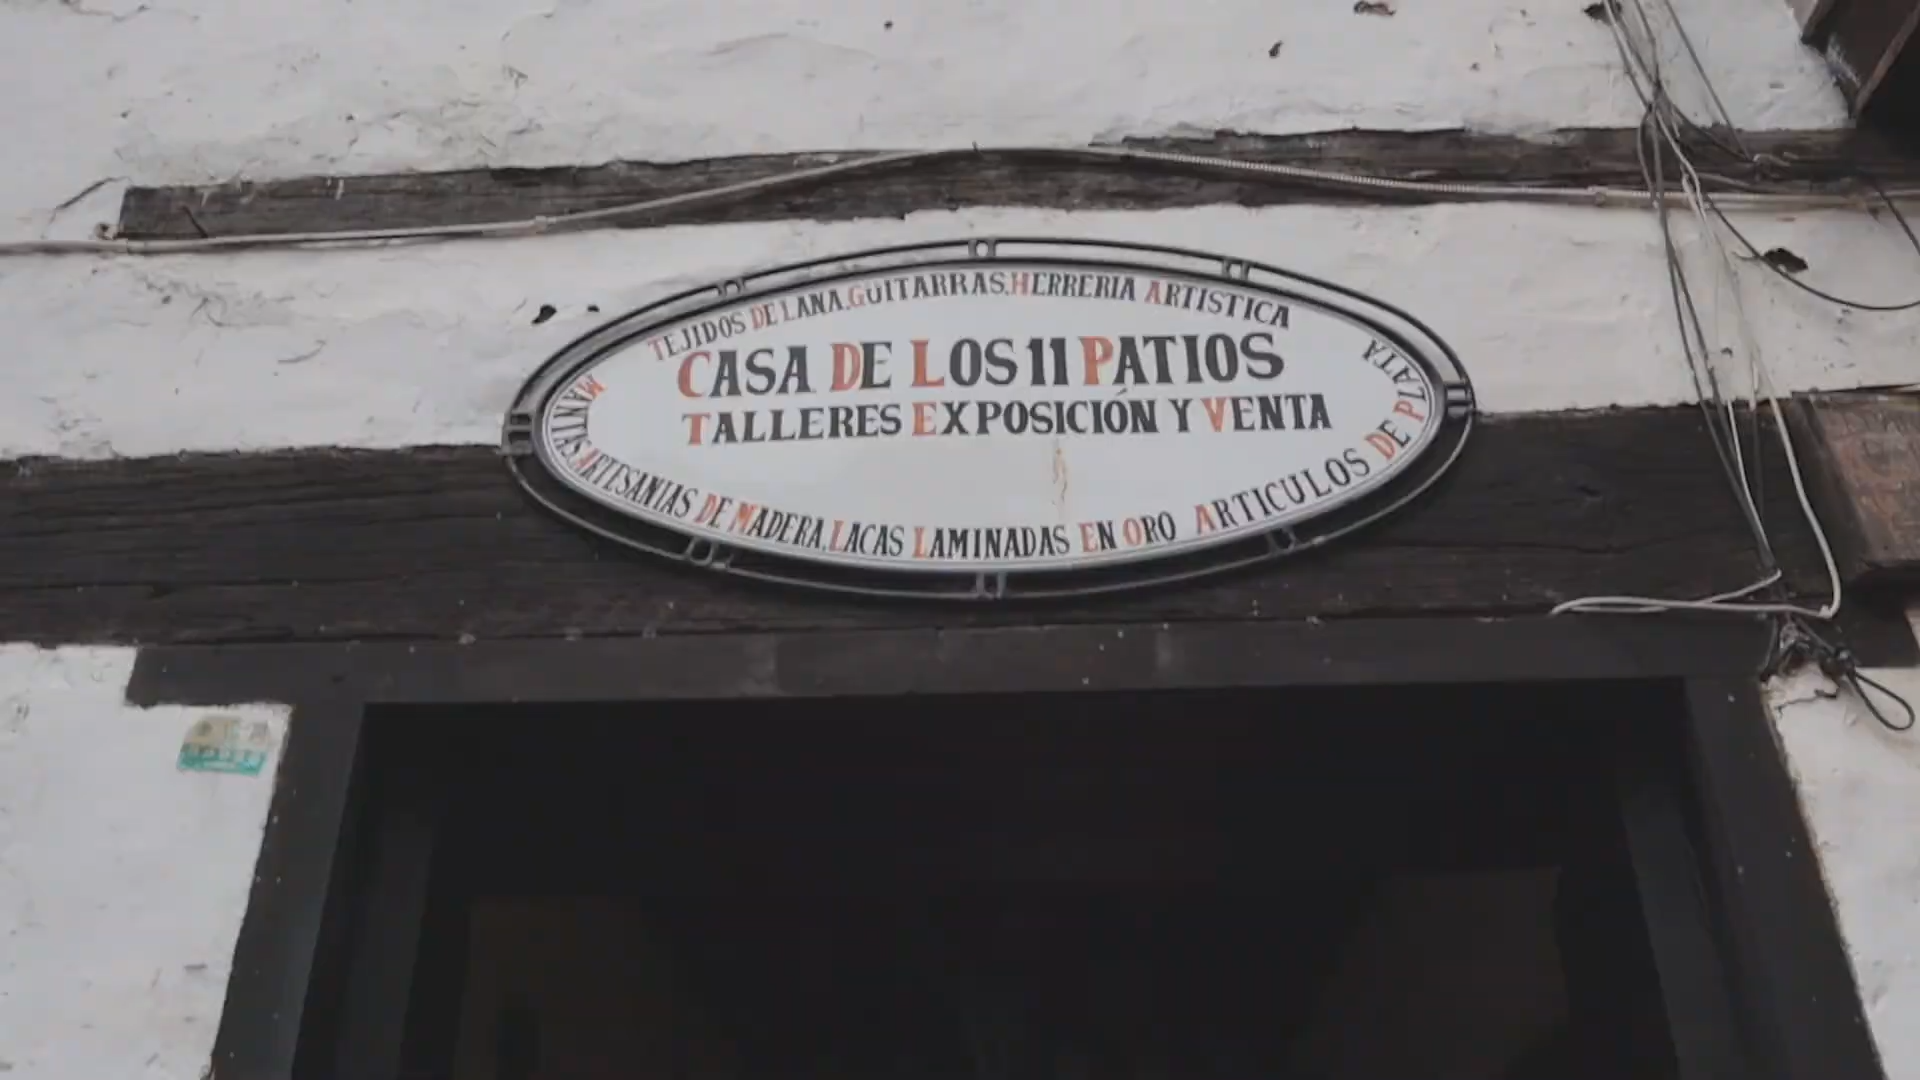 TEJIDOS DE LANA, GUITARRAS, HERRERIA ARTISTICA
CASA DE LOS 11 PATIOS
TALLERES EXPOSICIÓN Y VENTA
MANTAS, ARTESANIAS DE MADERA, LACAS LAMINADAS EN ORO ARTICULOS DE PLATA